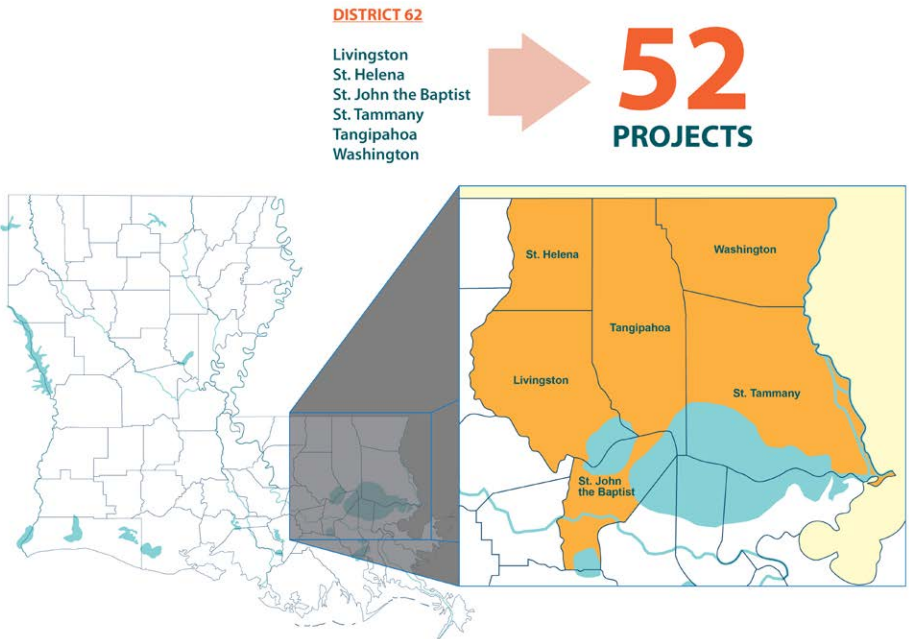 DISTRICT 62
Livingston
St. Helena
St. John the Baptist
St. Tammany
Tangipahoa
Washington
52
PROJECTS
St. Helena
Washington
Tangipahoa
Livingston
St. Tammany
St. John
the Baptist